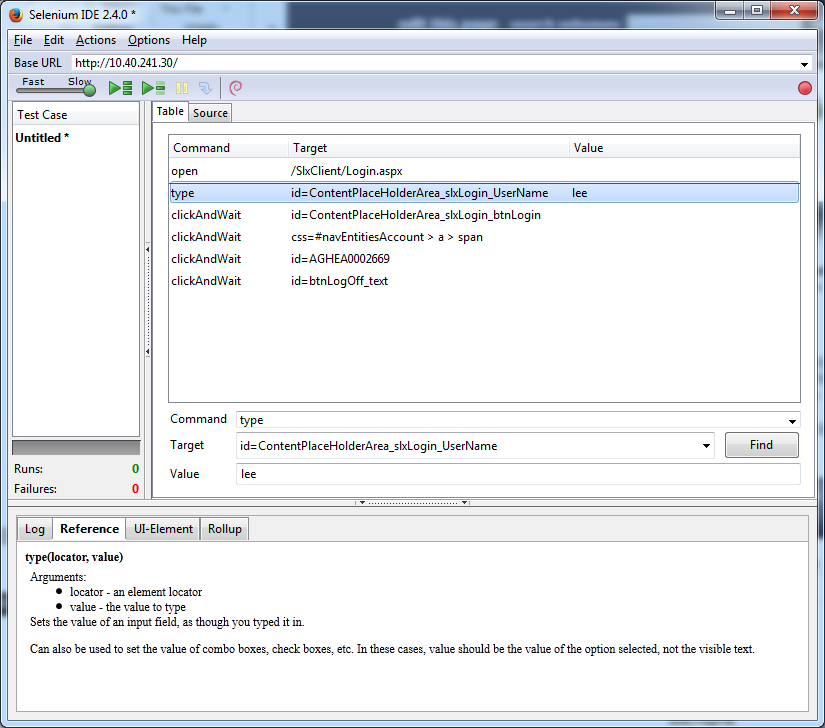 Selenium IDE 2.4.0 *
File Edit Actions Options Help
Base URL http://10.40.241.30/
Fast Slow
Test Case
Untitled *
Table Source
Command Target Value
open /SlxClient/Login.aspx
type id=ContentPlaceHolderArea_slxLogin_UserName lee
clickAndWait id=ContentPlaceHolderArea_slxLogin_btnLogin
clickAndWait css=#navEntitiesAccount > a > span
clickAndWait id=AGHEA0002669
clickAndWait id=btnLogOff_text
Command type
Target id=ContentPlaceHolderArea_slxLogin_UserName Find
Value lee
Runs: 0
Failures: 0
Log Reference UI-Element Rollup
type(locator, value)
Arguments:
locator - an element locator
value - the value to type
Sets the value of an input field, as though you typed it in.
Can also be used to set the value of combo boxes, check boxes, etc. In these cases, value should be the value of the option selected, not the visible text.